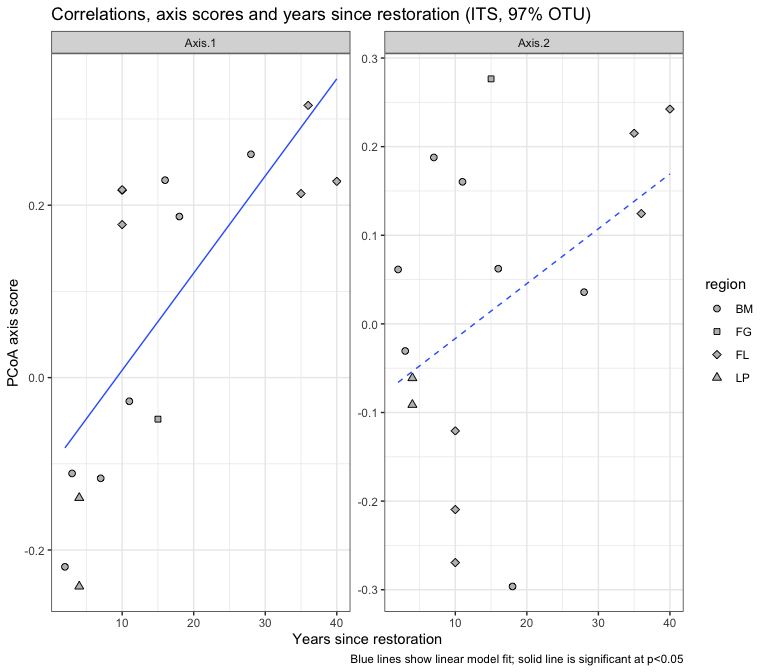 Correlations, axis scores and years since restoration (ITS, 97% OTU)
Axis.1
Axis.2
PCoA axis score
0.2
0.0
-0.2
0.3
0.2
0.1
0.0
-0.1
-0.2
-0.3
10 20 30 40
10 20 30 40
Years since restoration
region
BM
FG
FL
LP
Blue lines show linear model fit; solid line is significant at p<0.05